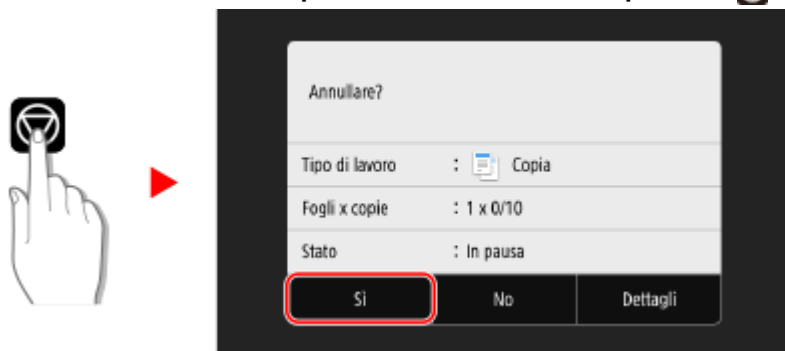 Annullare?
Tipo di lavoro : Copia
Fogli x copie : 1 x 0/10
Stato : In pausa
Sì No Dettagli